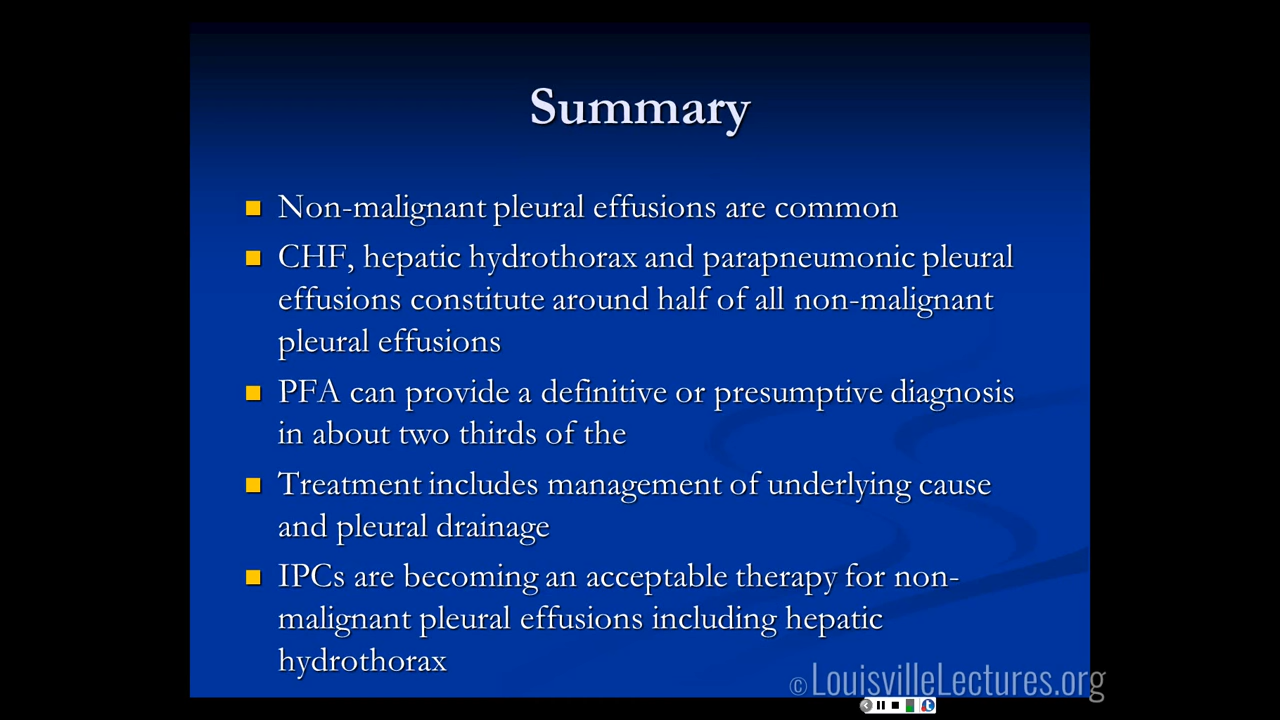 Summary
Non-malignant pleural effusions are common
CHF, hepatic hydrothorax and parapneumonic pleural
effusions constitute around half of all non-malignant
pleural effusions
PFA can provide a definitive or presumptive diagnosis
in about two thirds of the
Treatment includes management of underlying cause
and pleural drainage
IPCs are becoming an acceptable therapy for non-
malignant pleural effusions including hepatic
hydrothorax
© LouisvilleLectures.org